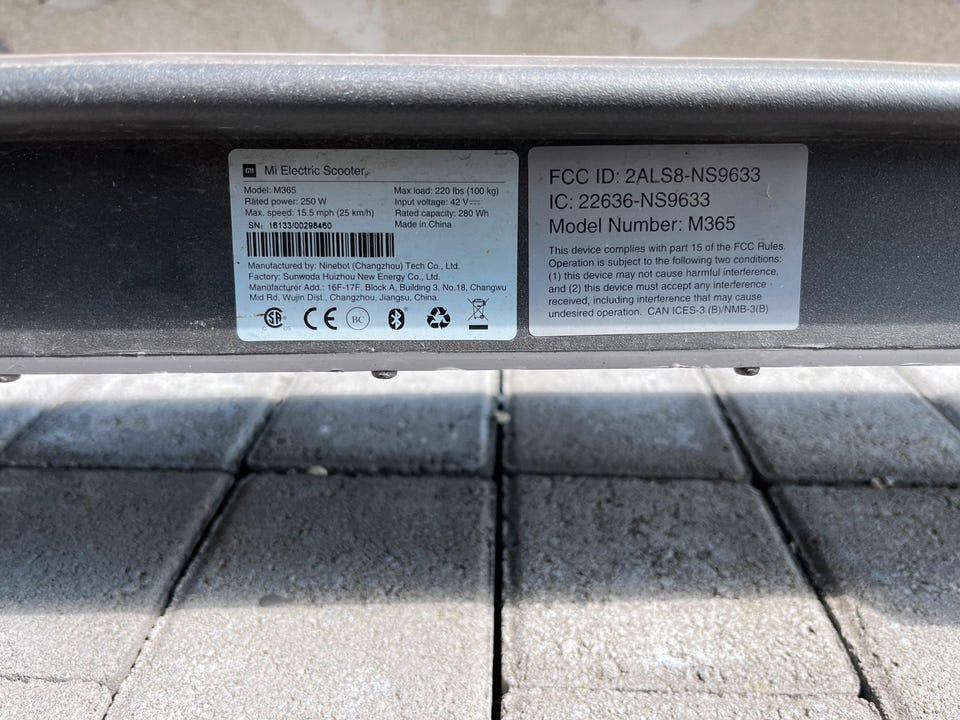 mi Mi Electric Scooter
Model: M365
Rated power: 250 W
Max. speed: 15.5 mph (25 km/h)
SN: 16133/00298460
Max load: 220 lbs (100 kg)
Input voltage: 42 V⎓
Rated capacity: 280 Wh
Made in China
Manufactured by: Ninebot (Changzhou) Tech Co., Ltd.
Factory: Sunwoda Huizhou New Energy Co., Ltd.
Manufacturer Add.: 16F-17F, Block A, Building 3, No.18, Changwu
Mid Rd, Wujin Dist., Changzhou, Jiangsu, China.
CE BC
FCC ID: 2ALS8-NS9633
IC: 22636-NS9633
Model Number: M365
This device complies with part 15 of the FCC Rules.
Operation is subject to the following two conditions:
(1) this device may not cause harmful interference,
and (2) this device must accept any interference
received, including interference that may cause
undesired operation. CAN ICES-3 (B)/NMB-3(B)